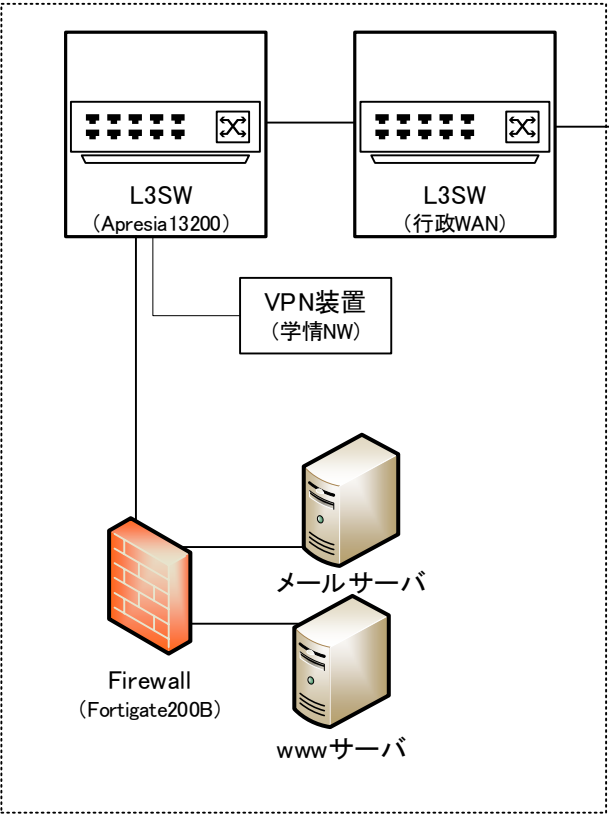 L3SW
（Apresia13200）
L3SW
（行政WAN）
VPN装置
（学情NW）
メールサーバ
Firewall
（Fortigate200B）
wwwサーバ